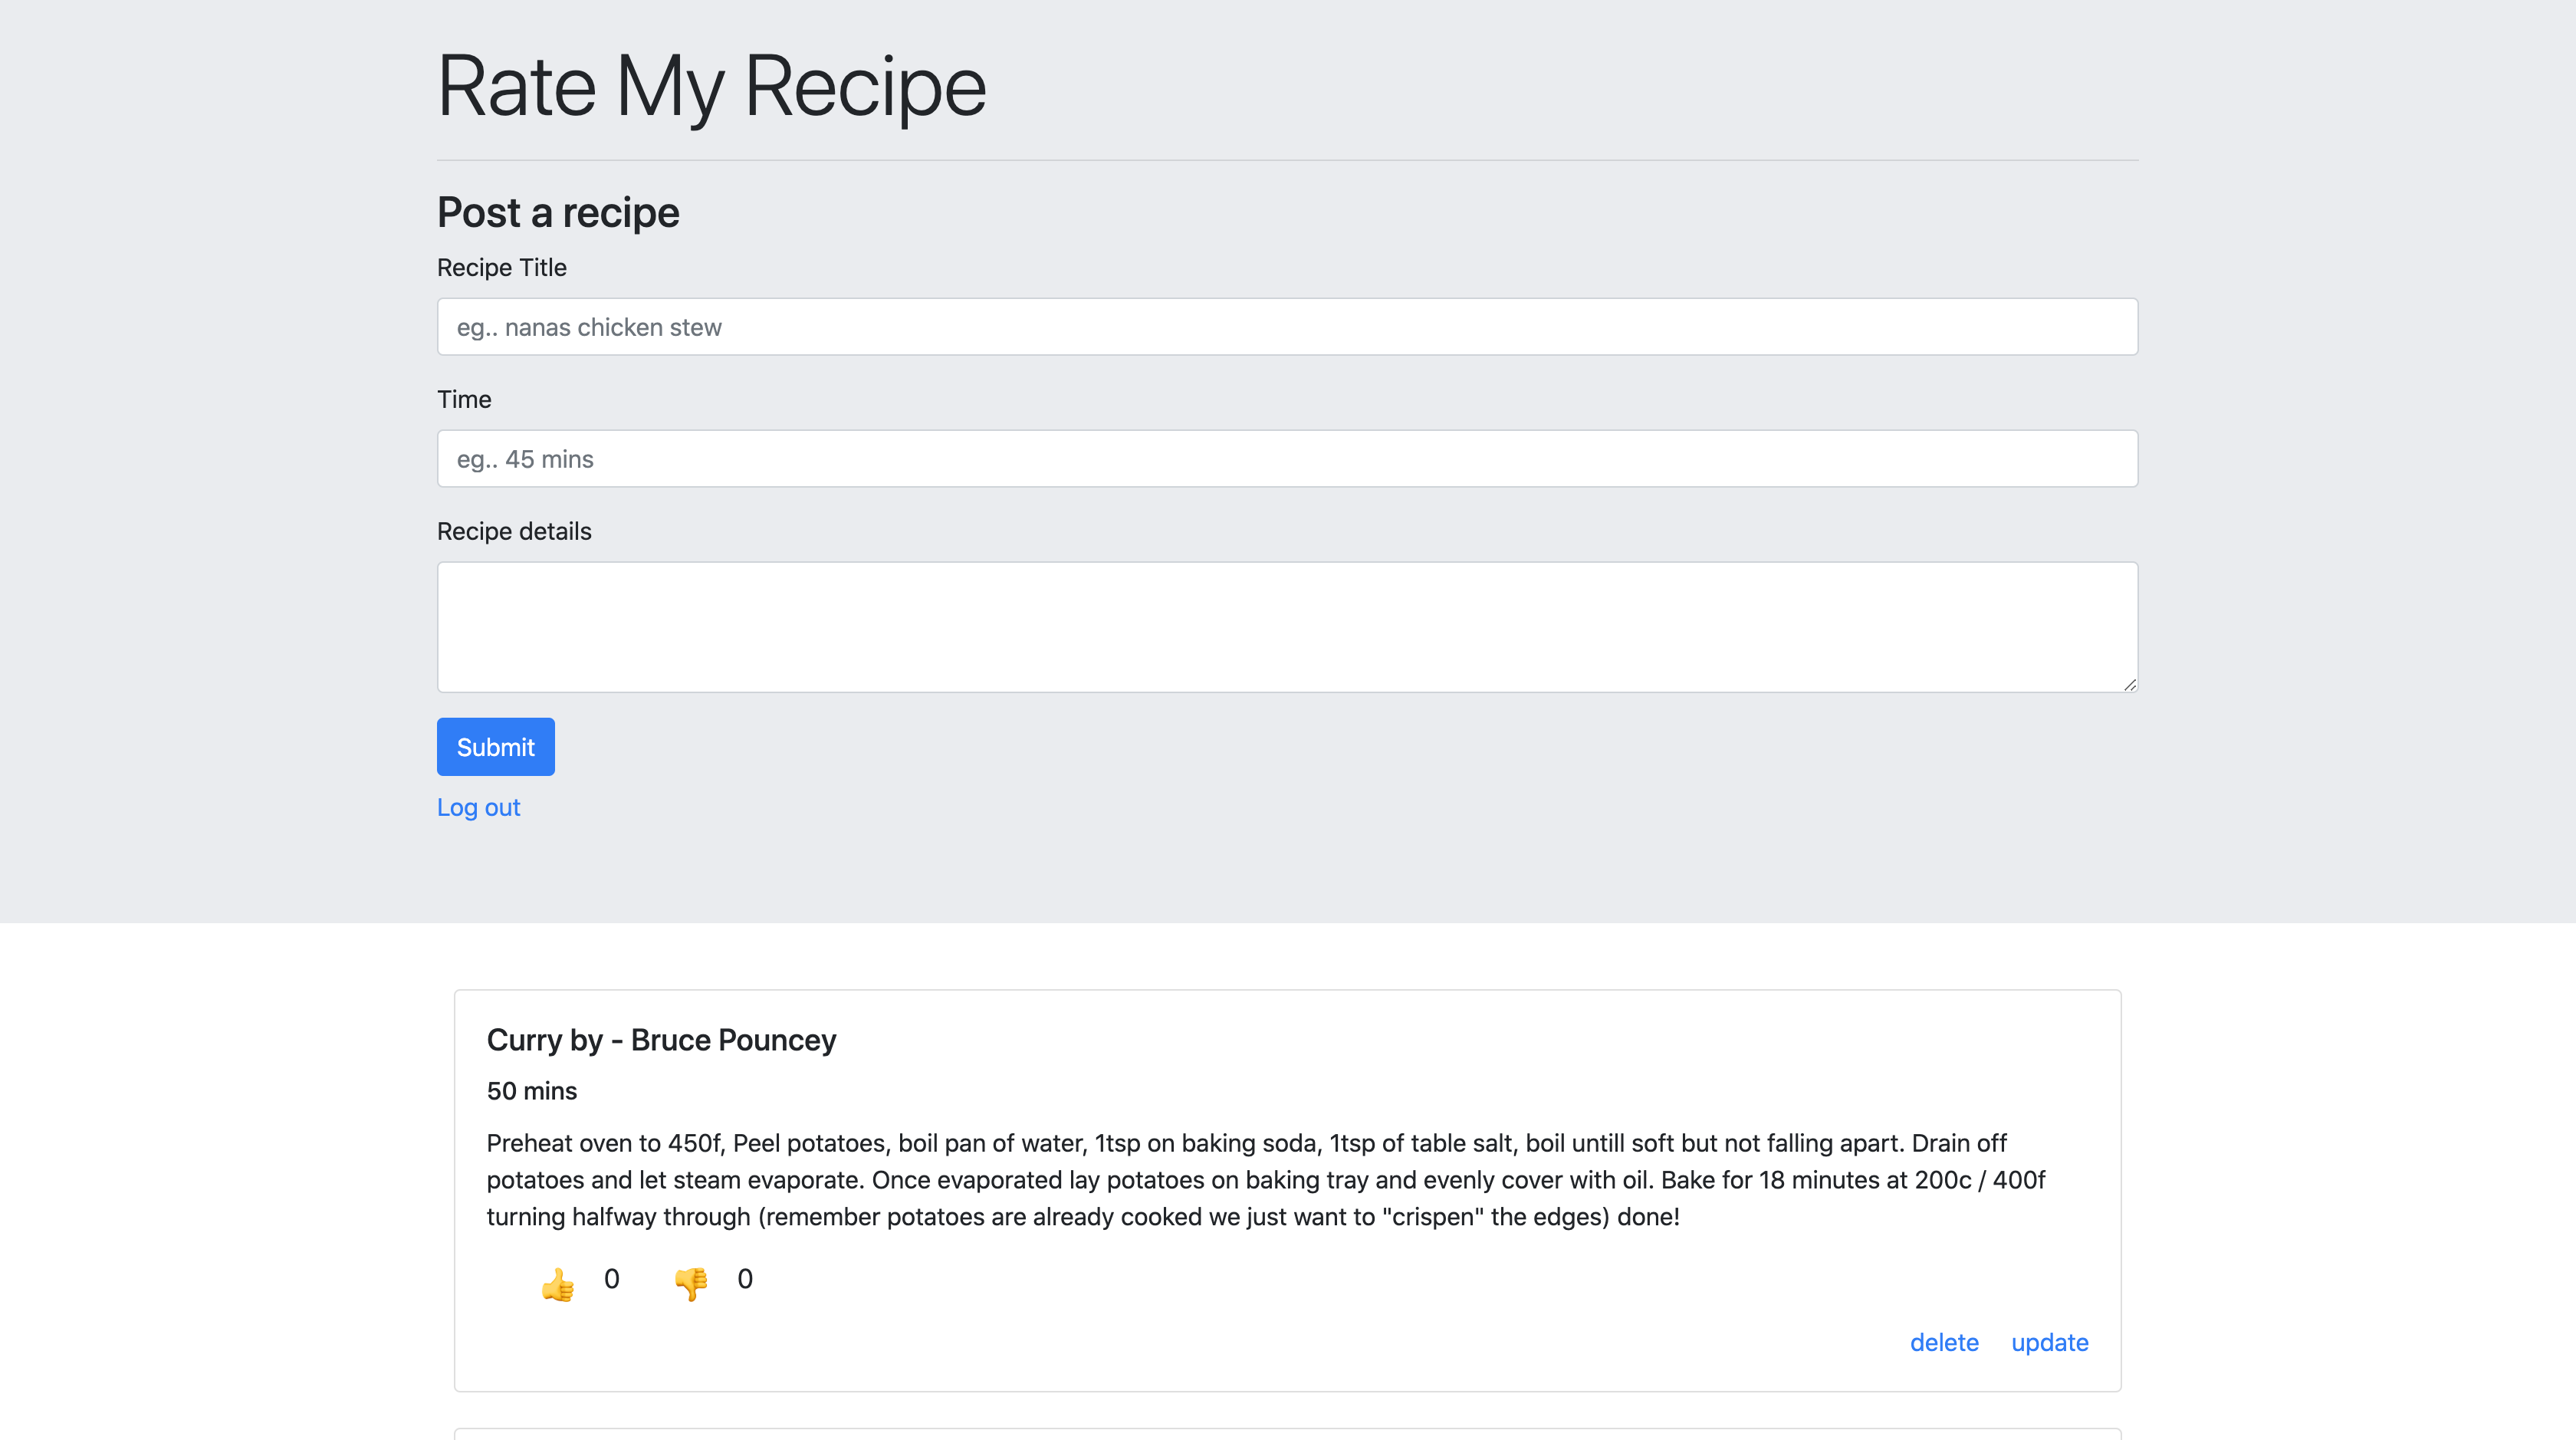 Rate My Recipe
Post a recipe
Recipe Title
eg.. nanas chicken stew
Time
eg.. 45 mins
Recipe details
Submit
Log out
Curry by - Bruce Pouncey
50 mins
Preheat oven to 450f, Peel potatoes, boil pan of water, 1tsp on baking soda, 1tsp of table salt, boil untill soft but not falling apart. Drain off
potatoes and let steam evaporate. Once evaporated lay potatoes on baking tray and evenly cover with oil. Bake for 18 minutes at 200c / 400f
turning halfway through (remember potatoes are already cooked we just want to "crispen" the edges) done!
👍 0 👎 0
delete update